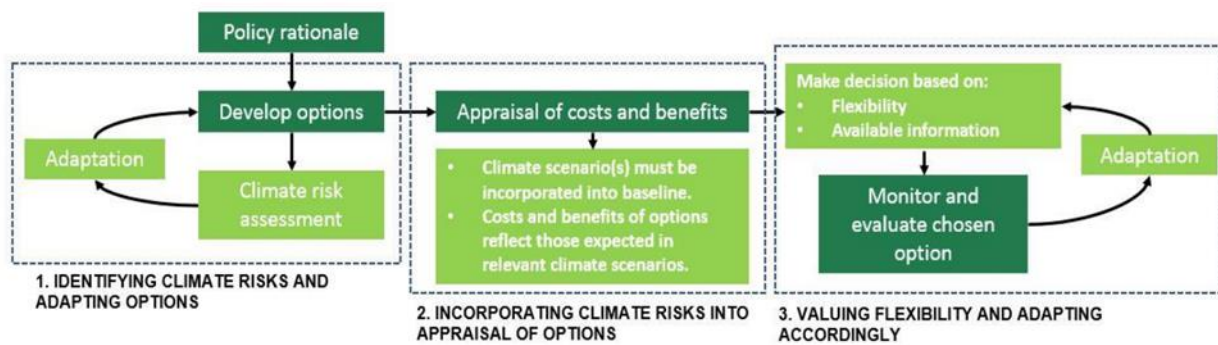 Policy rationale
Develop options
Adaptation
Climate risk
assessment
1. IDENTIFYING CLIMATE RISKS AND
ADAPTING OPTIONS
Appraisal of costs and benefits
• Climate scenario(s) must be
incorporated into baseline.
• Costs and benefits of options
reflect those expected in
relevant climate scenarios.
2. INCORPORATING CLIMATE RISKS INTO
APPRAISAL OF OPTIONS
Make decision based on:
• Flexibility
• Available information
Adaptation
Monitor and
evaluate chosen
option
3. VALUING FLEXIBILITY AND ADAPTING
ACCORDINGLY